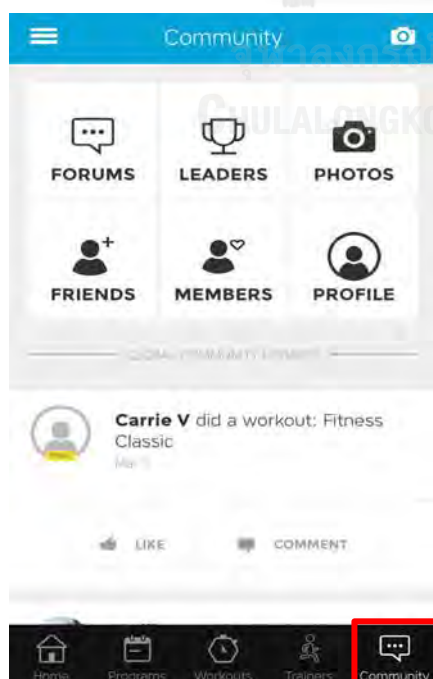 Community
CHULALONGK
FORUMS LEADERS PHOTOS
FRIENDS MEMBERS PROFILE
Carrie V did a workout: Fitness
Classic
LIKE COMMENT
Home Programs Workouts Trainers Community